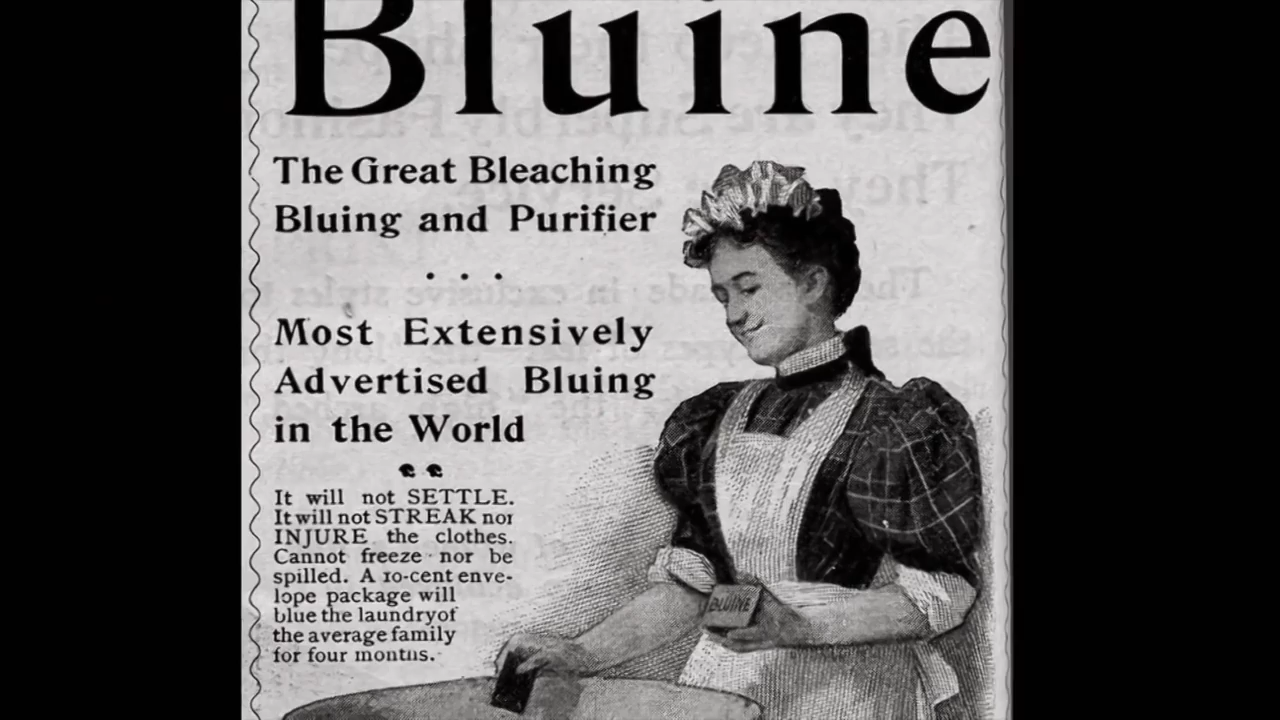 Bluine
The Great Bleaching
Bluing and Purifier
. . .
Most Extensively
Advertised Bluing
in the World
It will not SETTLE.
It will not STREAK nor
INJURE the clothes.
Cannot freeze nor be
spilled. A 10-cent enve-
lope package will
blue the laundry of
the average family
for four months.
BLUINE